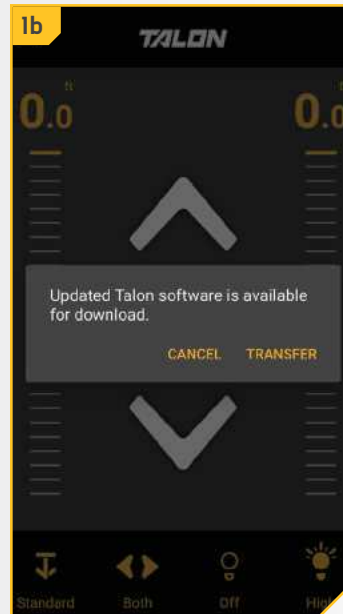 1b
TALON
ft
0.0
0.0
Updated Talon software is available
for download.
CANCEL TRANSFER
Standard Both Off High